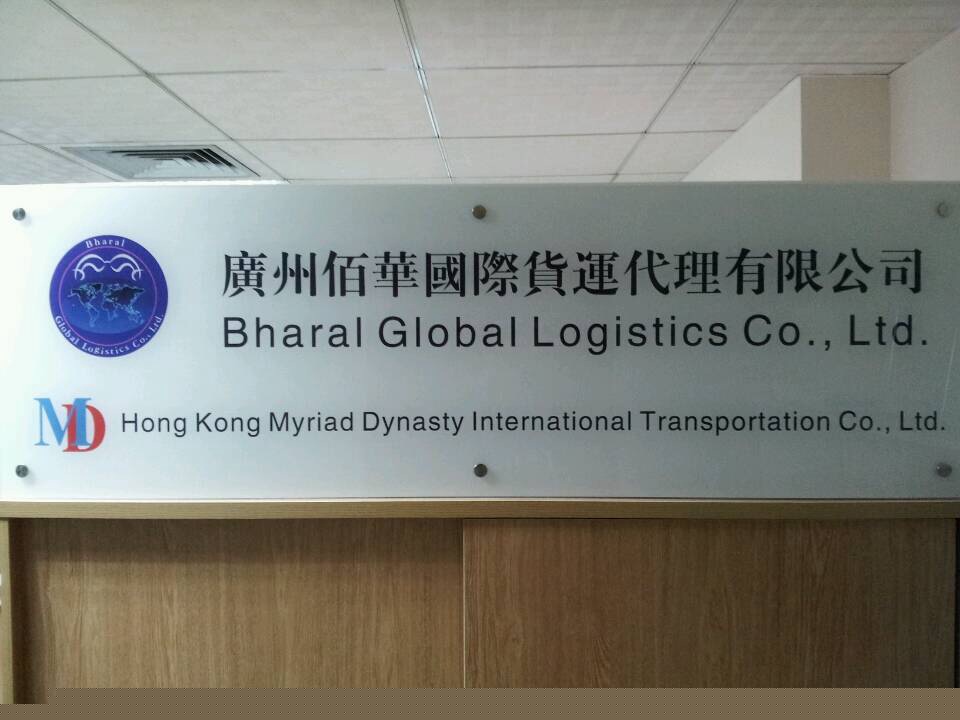 Bharal
Global Logistics Co., Ltd.
廣州佰華國際貨運代理有限公司
Bharal Global Logistics Co., Ltd.
MD
Hong Kong Myriad Dynasty International Transportation Co., Ltd.